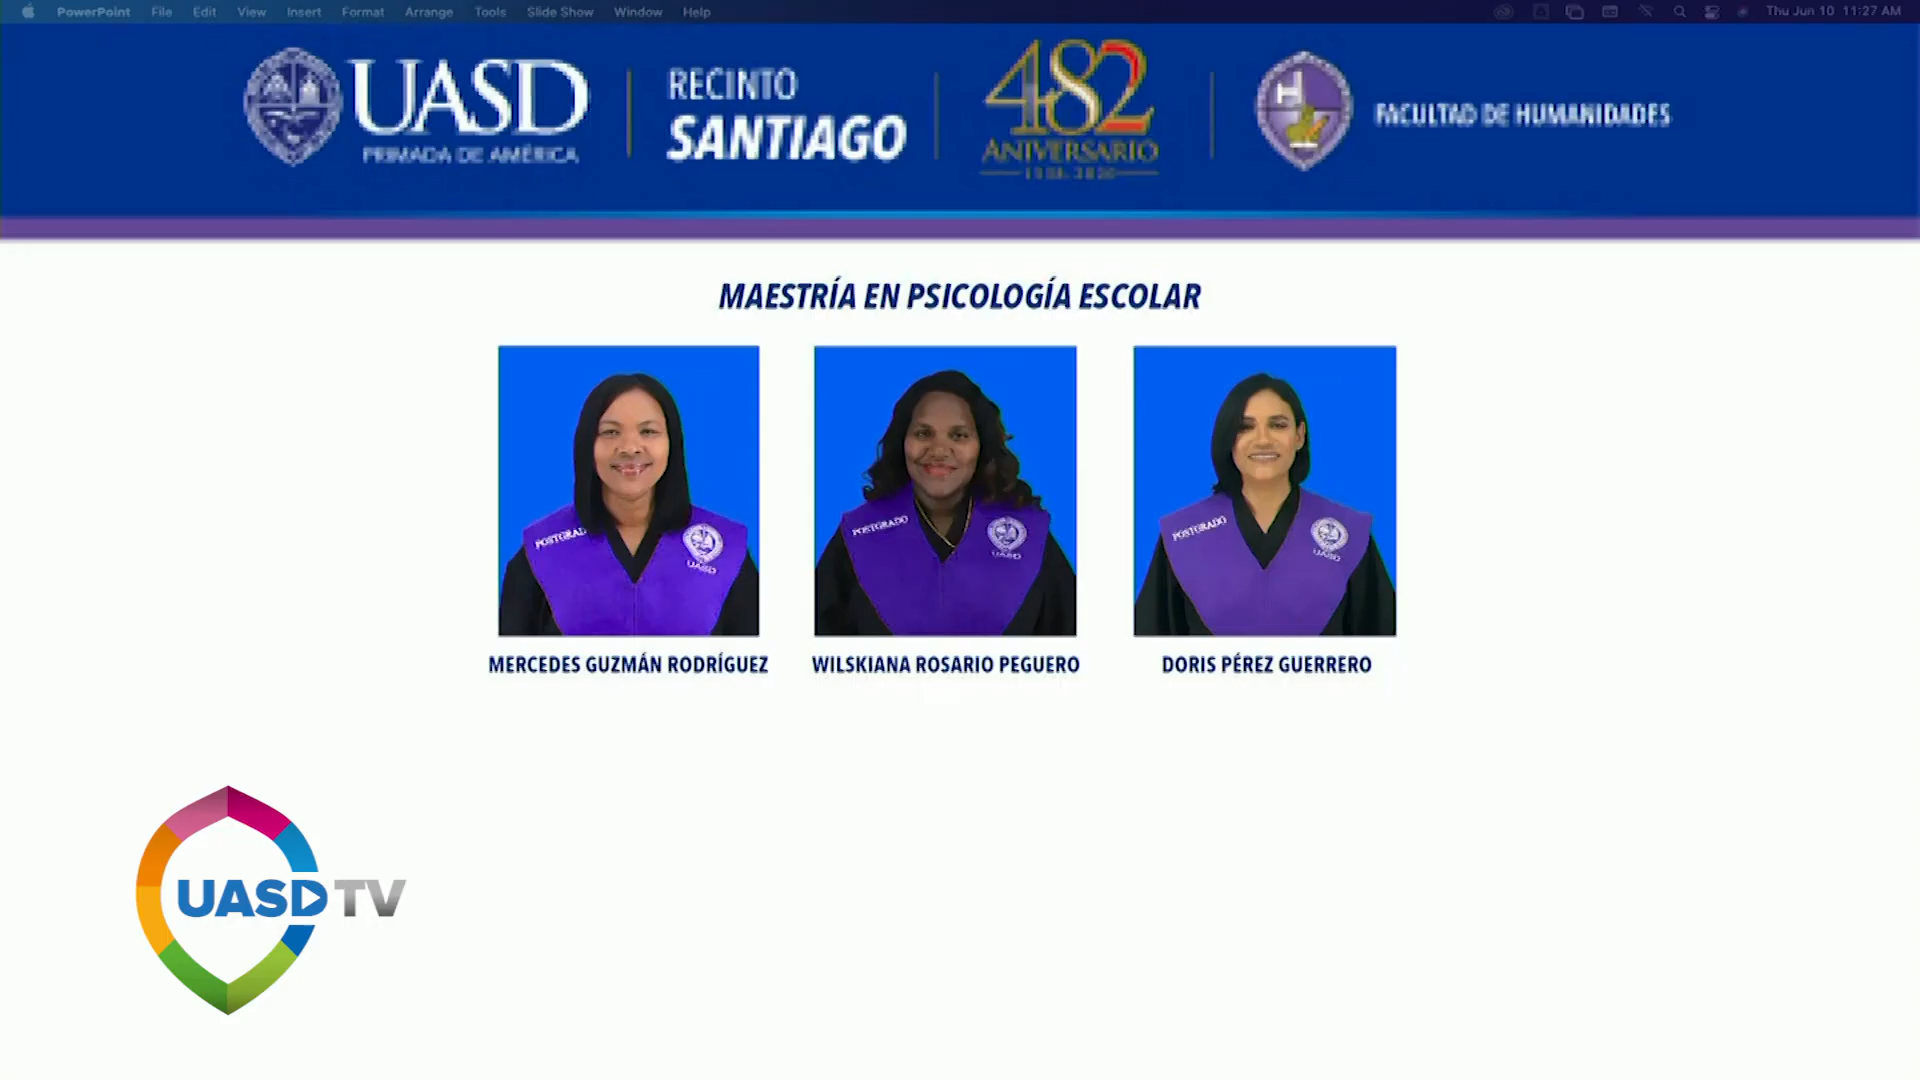 PowerPoint File Edit View Insert Format Arrange Tools Slide Show Window Help Thu Jun 10 11:27 AM
UASD
PRIMADA DE AMÉRICA
RECINTO
SANTIAGO
482
ANIVERSARIO
FACULTAD DE HUMANIDADES
MAESTRÍA EN PSICOLOGÍA ESCOLAR
POSTGRADO
UASD
POSTGRADO
UASD
POSTGRADO
UASD
MERCEDES GUZMÁN RODRÍGUEZ
WILSKIANA ROSARIO PEGUERO
DORIS PÉREZ GUERRERO
UASD TV